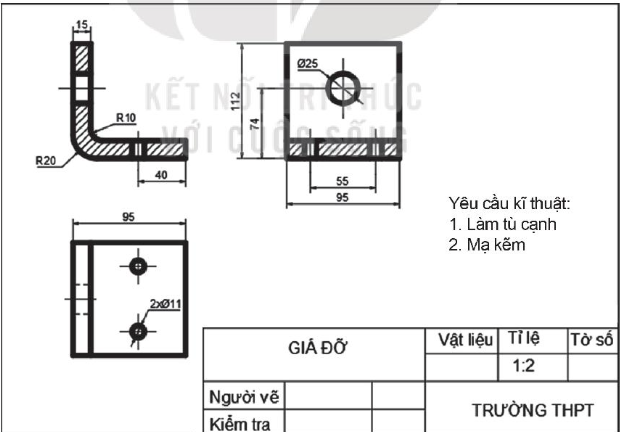 15
R10
R20
40
Ø25
112
74
55
95
KẾT NỐI TRI THỨC
VỚI CUỘC SỐNG
95
2xØ11
Yêu cầu kĩ thuật:
1. Làm tù cạnh
2. Mạ kẽm
GIÁ ĐỠ
Vật liệu
Tỉ lệ
Tờ số
1:2
Người vẽ
Kiểm tra
TRƯỜNG THPT